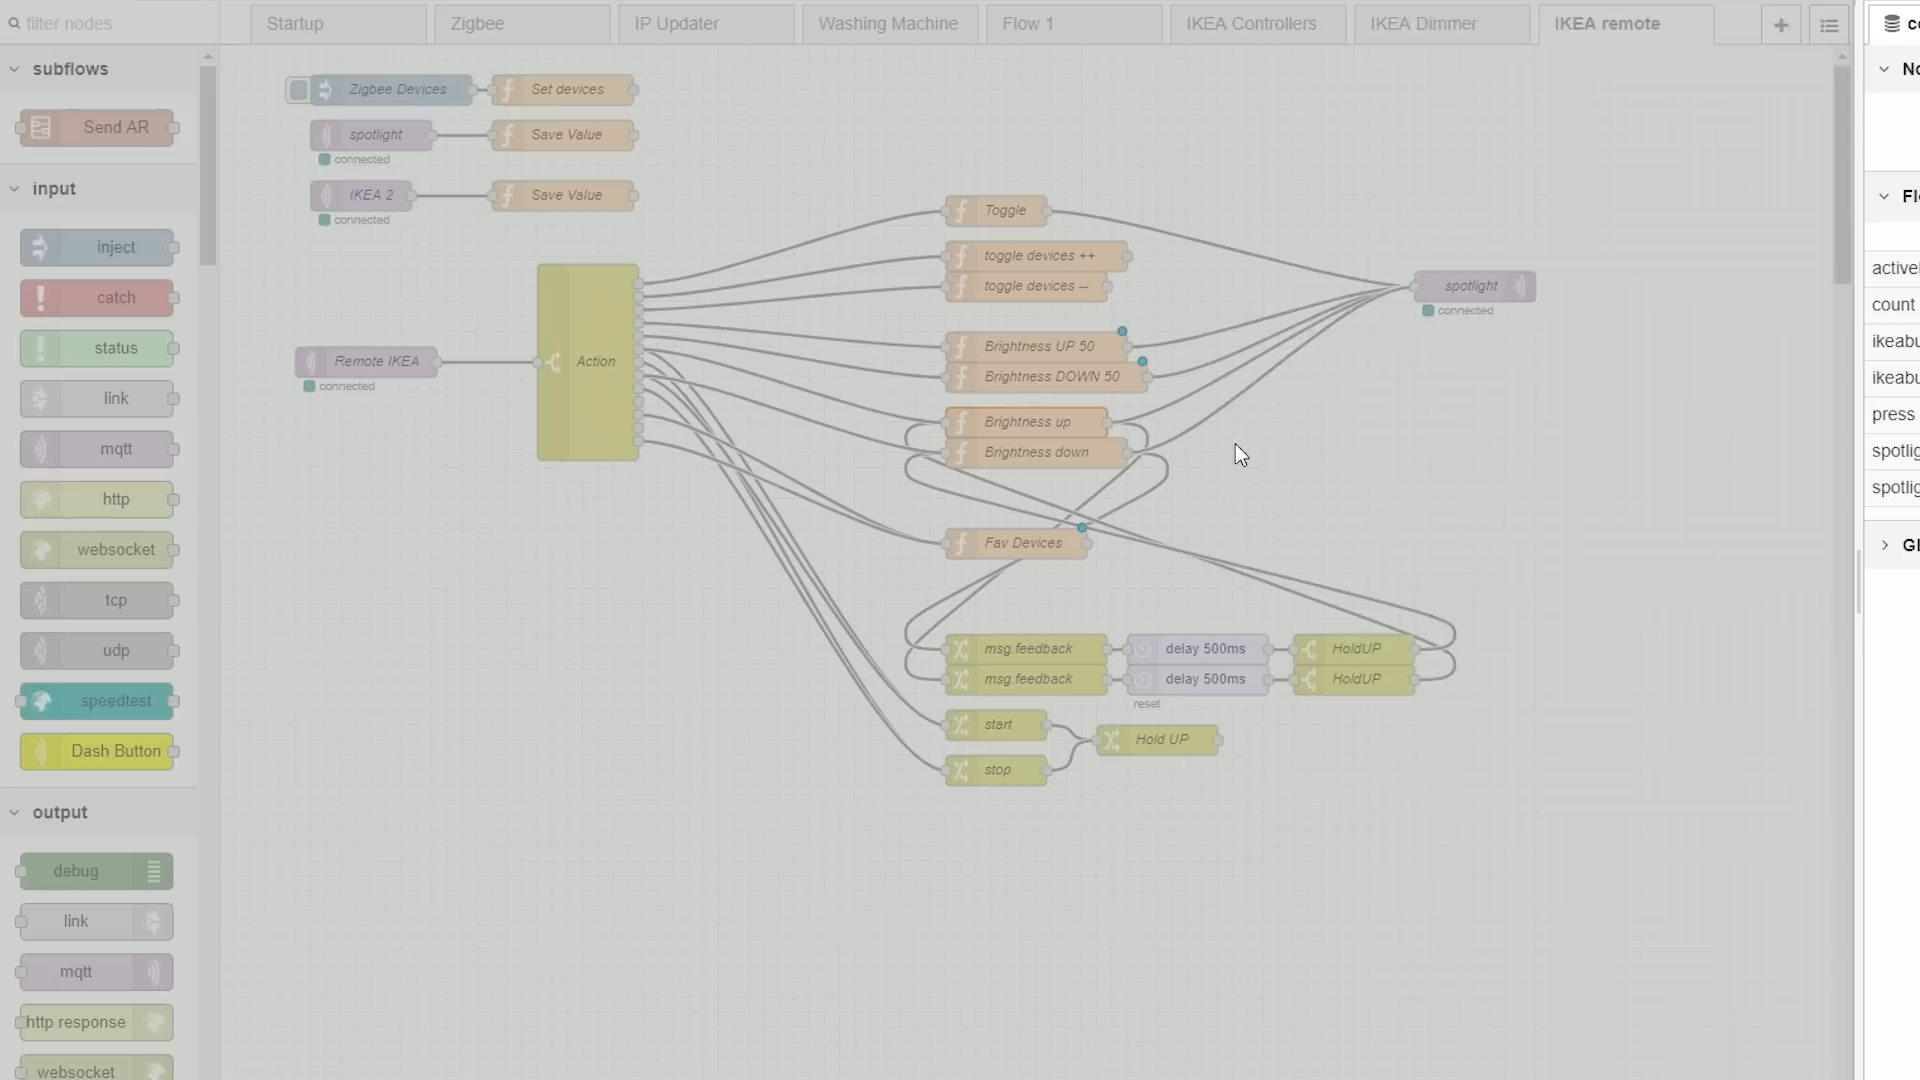 filter nodes
Startup
Zigbee
IP Updater
Washing Machine
Flow 1
IKEA Controllers
IKEA Dimmer
IKEA remote
subflows
Send AR
input
inject
catch
status
link
mqtt
http
websocket
tcp
udp
speedtest
Dash Button
output
debug
link
mqtt
http response
websocket
Zigbee Devices
Set devices
spotlight
Save Value
connected
IKEA 2
Save Value
connected
Remote IKEA
connected
Action
Toggle
toggle devices ++
toggle devices --
Brightness UP 50
Brightness DOWN 50
Brightness up
Brightness down
Fav Devices
spotlight
connected
msg.feedback
delay 500ms
HoldUP
msg.feedback
delay 500ms
HoldUP
reset
start
Hold UP
stop
co
No
Fl
active
count
ikeabu
ikeabu
press
spotlig
spotlig
Gl